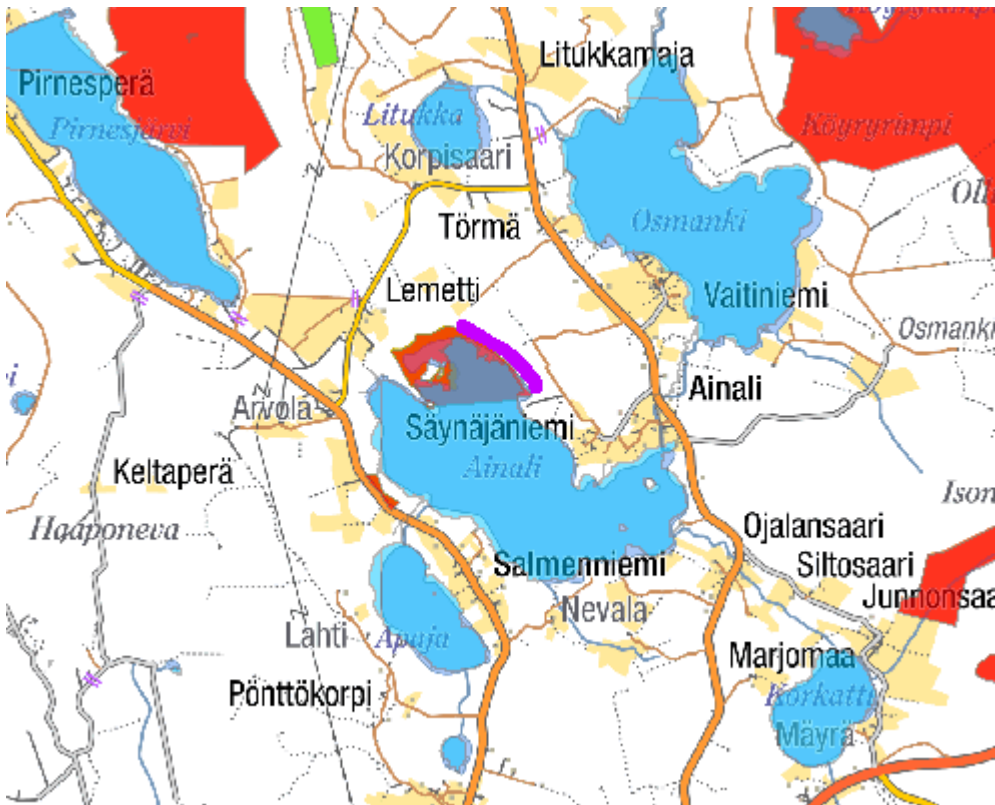 Litukkamaja
Pirnesperä
Pirnesjärvi
Litukka
Köyryrimpi
Korpisaari
Osmanki
Törmä
Lemetti
Vaitiniemi
Osmanki
Ainali
Arvola
Säynäjäniemi
Ainali
Keltaperä
Haaponeva
Ojalansaari
Salmenniemi
Siltosaari
Junnonsaa
Nevala
Lahti
Apaja
Marjomaa
Pönttökorpi
Korkatti
Mäyrä